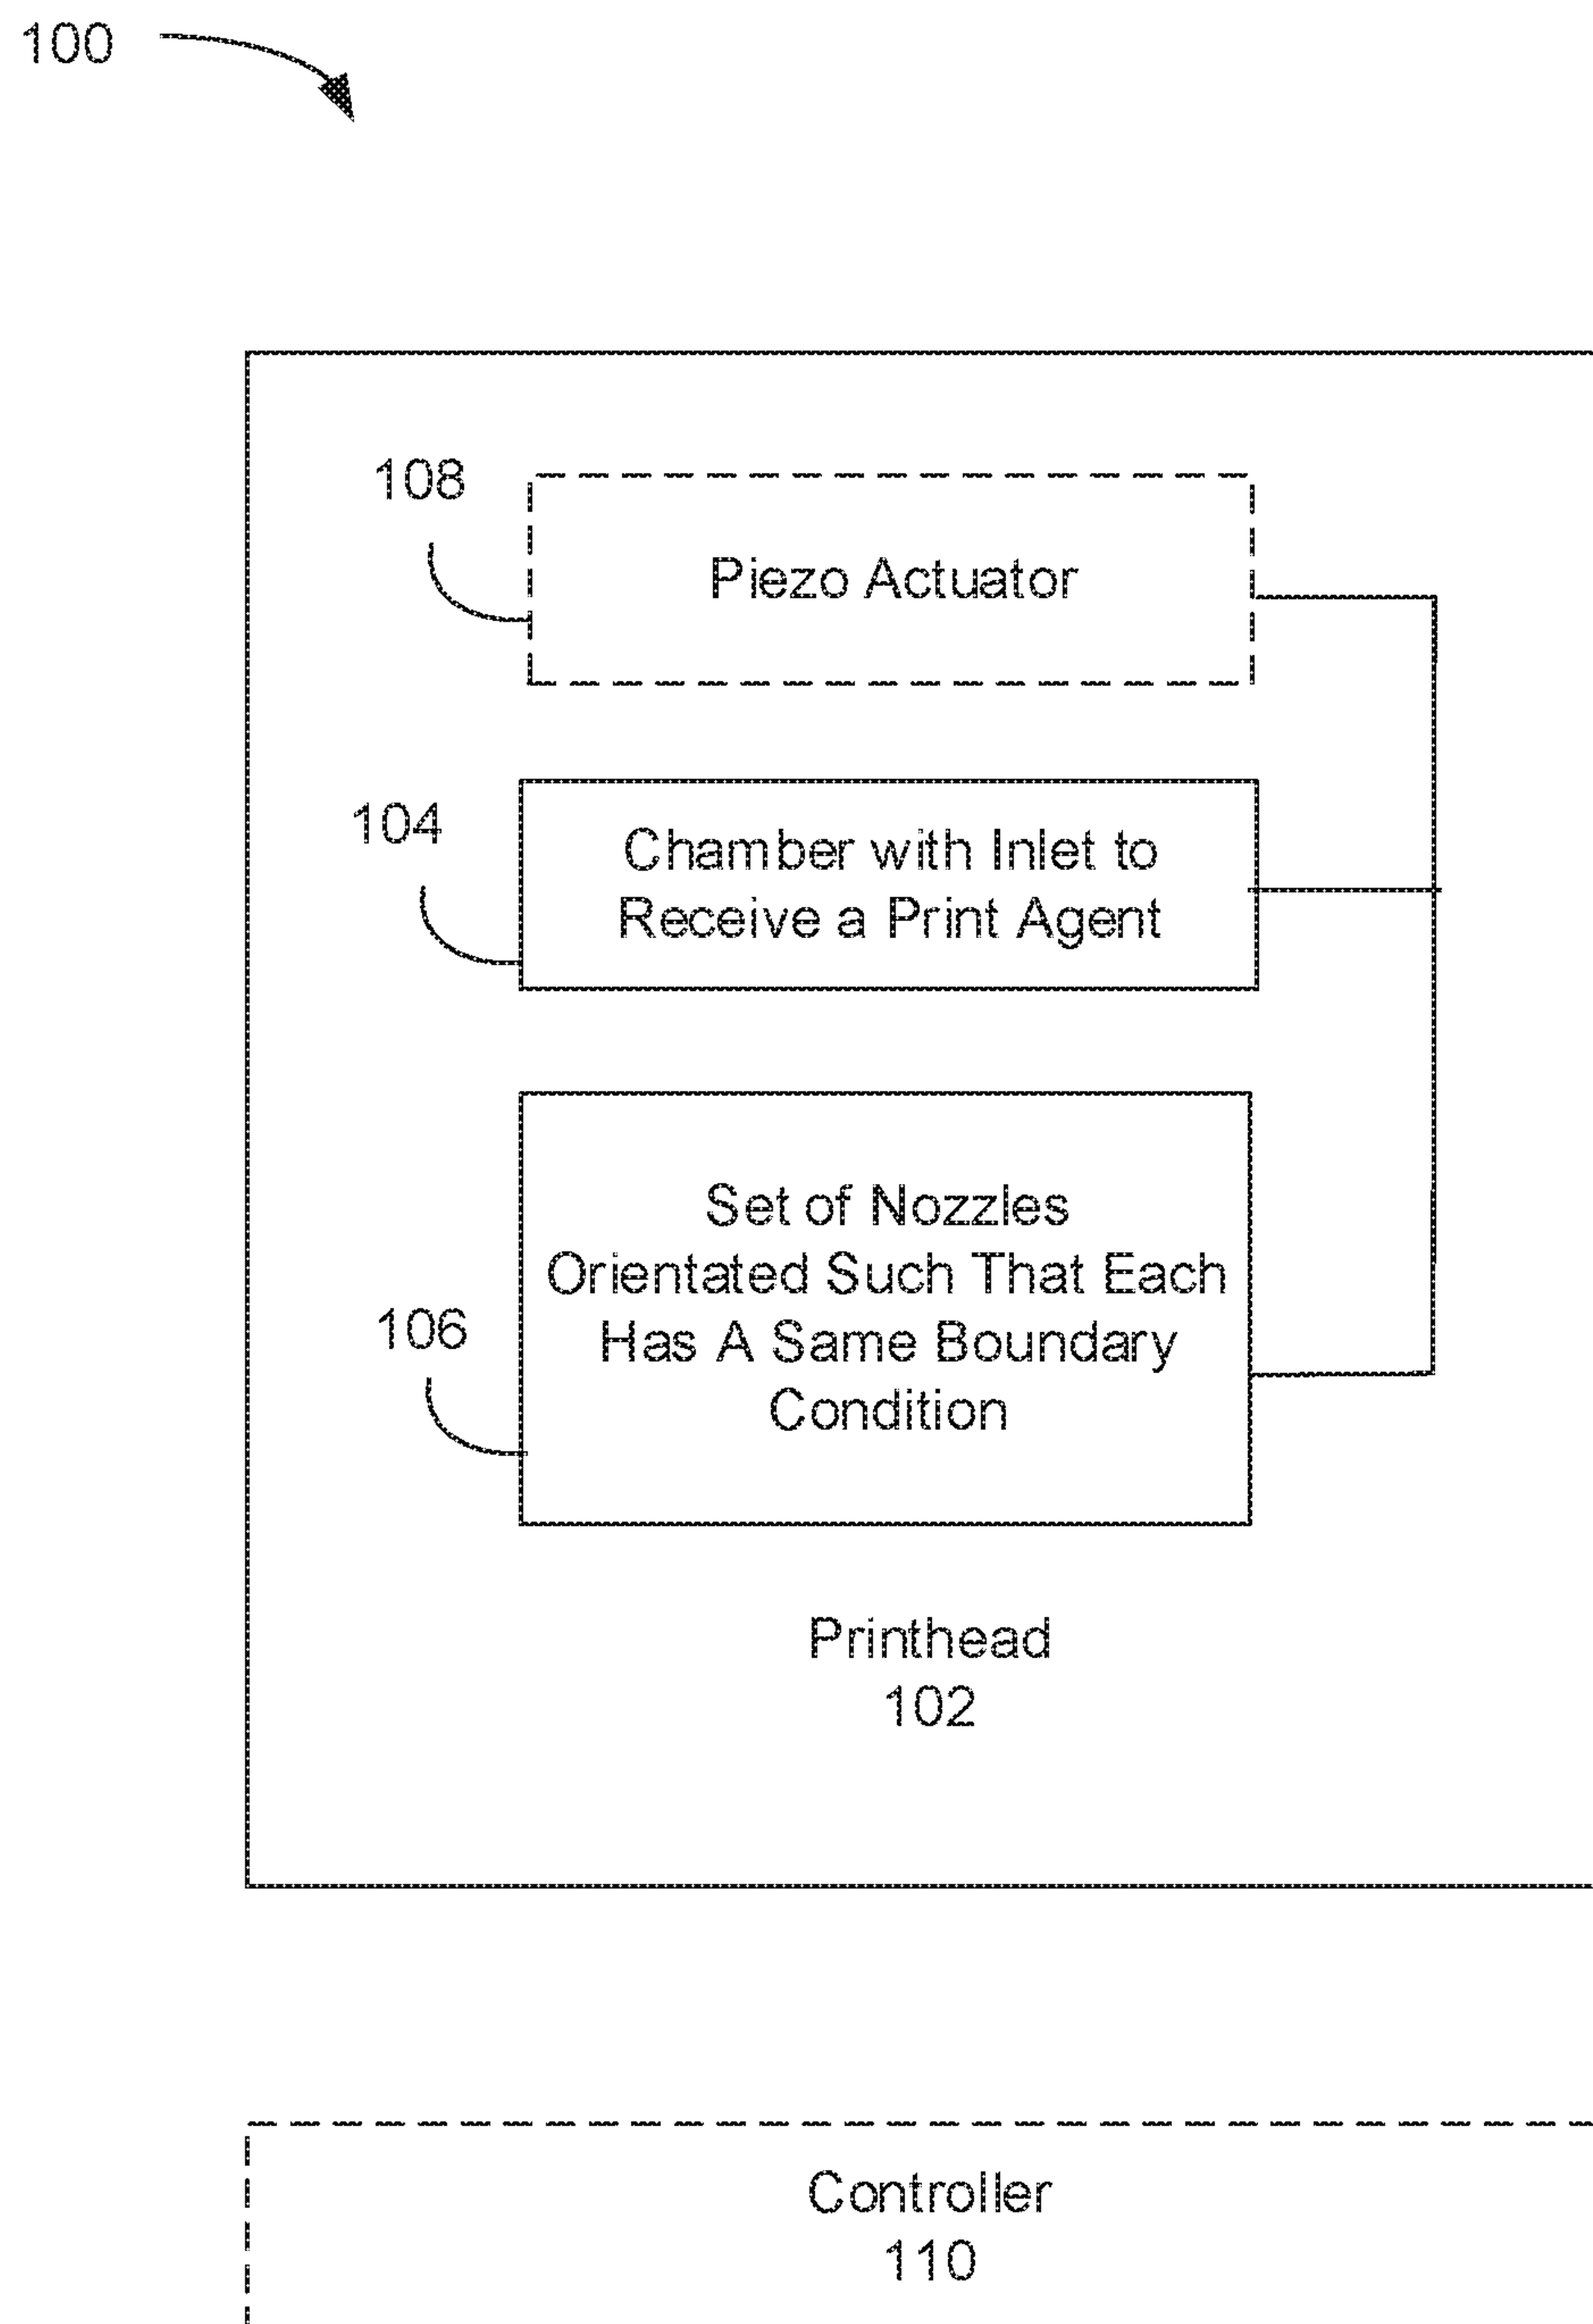 100
108
Piezo Actuator
104
Chamber with Inlet to
Receive a Print Agent
106
Set of Nozzles
Orientated Such That Each
Has A Same Boundary
Condition
Printhead
102
Controller
110